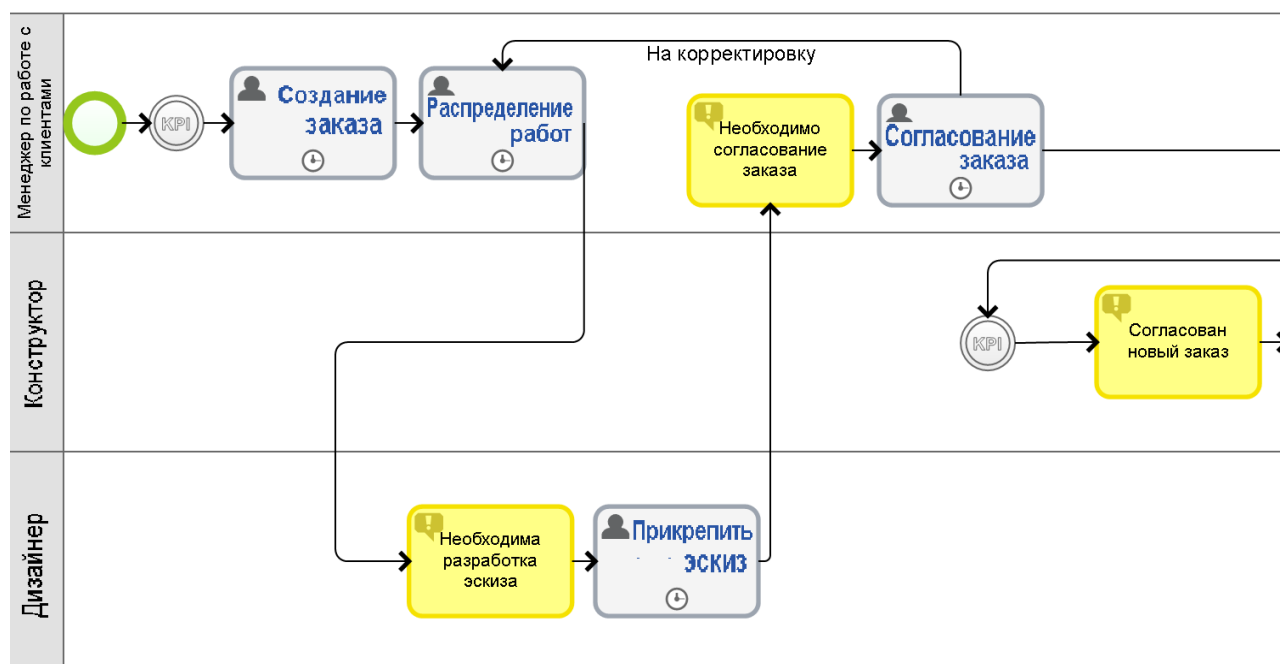 Менеджер по работе с
клиентами
KPI
Создание
заказа
Распределение
работ
На корректировку
Необходимо
согласование
заказа
Согласование
заказа
Конструктор
KPI
Согласован
новый заказ
Дизайнер
Необходима
разработка
эскиза
Прикрепить
эскиз